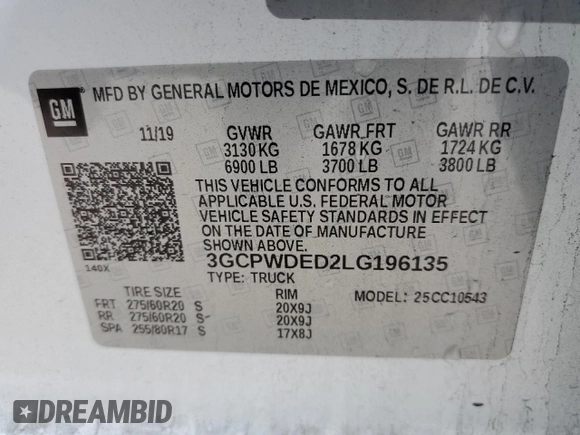 GM
MFD BY GENERAL MOTORS DE MEXICO, S. DE R.L. DE C.V.
11/19 GVWR GAWR FRT GAWR RR
3130 KG 1678 KG 1724 KG
6900 LB 3700 LB 3800 LB
THIS VEHICLE CONFORMS TO ALL
APPLICABLE U.S. FEDERAL MOTOR
VEHICLE SAFETY STANDARDS IN EFFECT
ON THE DATE OF MANUFACTURE
SHOWN ABOVE.
140X
3GCPWDED2LG196135
TYPE: TRUCK
TIRE SIZE RIM MODEL: 25CC10543
FRT 275/60R20 S 20X9J
RR 275/60R20 S 20X9J
SPA 255/80R17 S 17X8J
DREAMBID